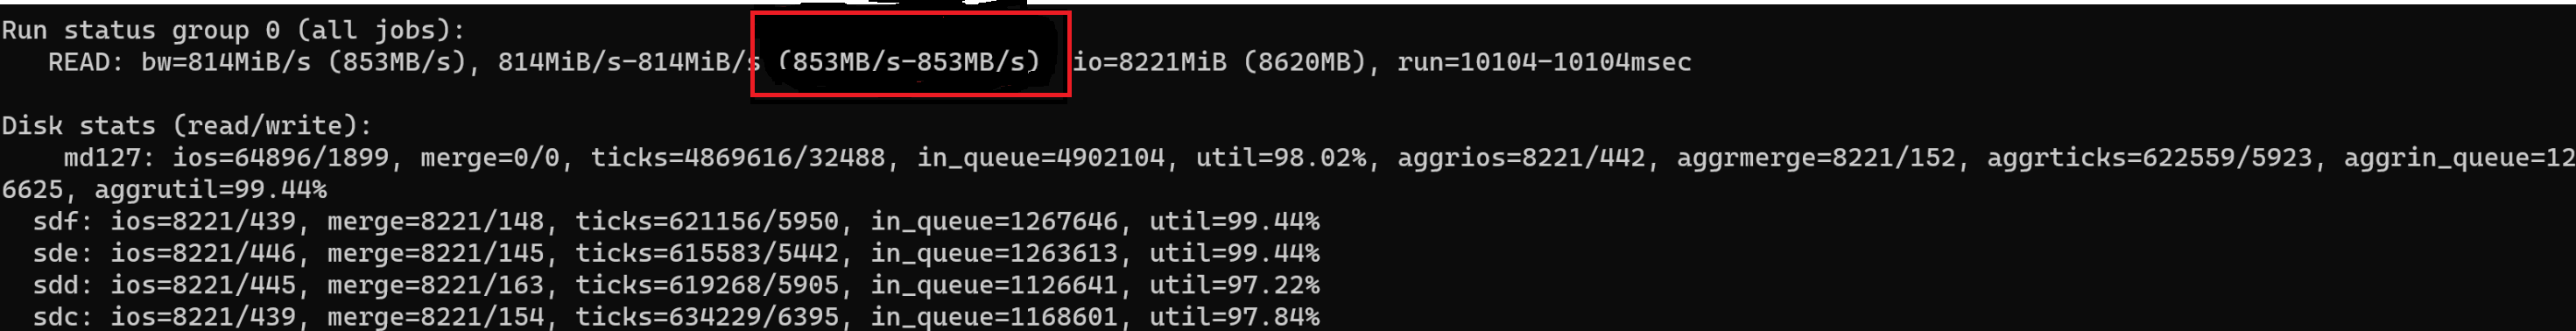 Run status group 0 (all jobs):
READ: bw=814MiB/s (853MB/s), 814MiB/s-814MiB/s (853MB/s-853MB/s) io=8221MiB (8620MB), run=10104-10104msec
Disk stats (read/write):
md127: ios=64896/1899, merge=0/0, ticks=4869616/32488, in_queue=4902104, util=98.02%, aggrios=8221/442, aggrmerge=8221/152, aggrticks=622559/5923, aggrin_queue=12
6625, aggrutil=99.44%
sdf: ios=8221/439, merge=8221/148, ticks=621156/5950, in_queue=1267646, util=99.44%
sde: ios=8221/446, merge=8221/145, ticks=615583/5442, in_queue=1263613, util=99.44%
sdd: ios=8221/445, merge=8221/163, ticks=619268/5905, in_queue=1126641, util=97.22%
sdc: ios=8221/439, merge=8221/154, ticks=634229/6395, in_queue=1168601, util=97.84%